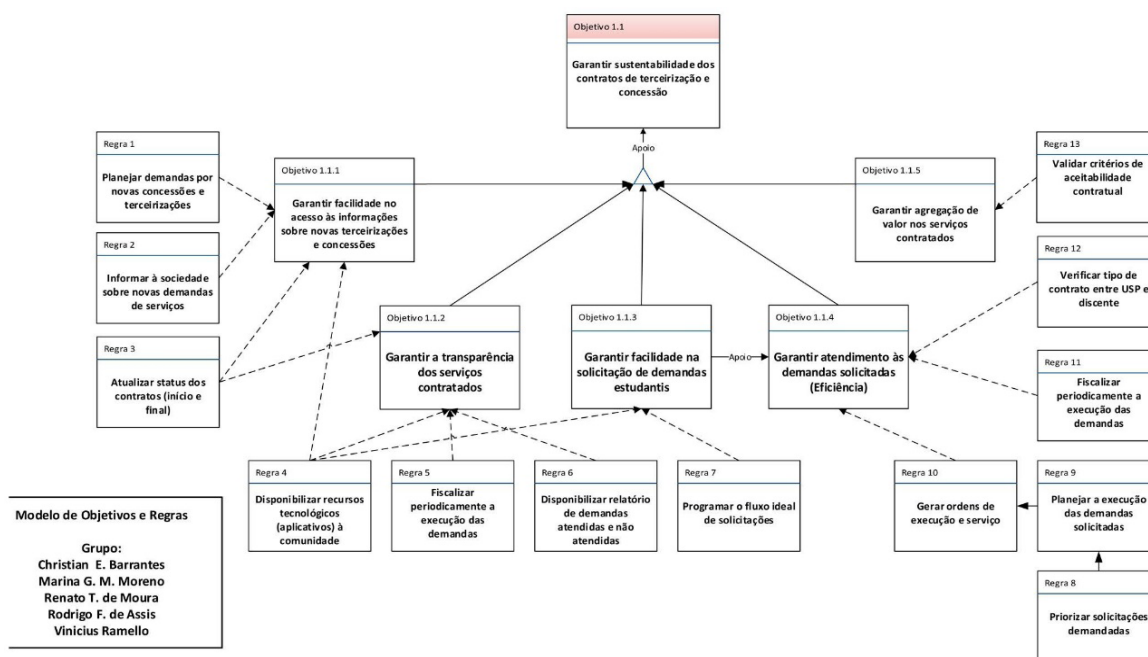 Objetivo 1.1
Garantir sustentabilidade dos
contratos de terceirização e
concessão
Apoio
Regra 1
Planejar demandas por
novas concessões e
terceirizações
Objetivo 1.1.1
Garantir facilidade no
acesso às informações
sobre novas terceirizações
e concessões
Objetivo 1.1.5
Garantir agregação de
valor nos serviços
contratados
Regra 13
Validar critérios de
aceitabilidade
contratual
Regra 2
Informar à sociedade
sobre novas demandas
de serviços
Regra 12
Verificar tipo de
contrato entre USP e
discente
Regra 3
Atualizar status dos
contratos (início e
final)
Objetivo 1.1.2
Garantir a transparência
dos serviços
contratados
Objetivo 1.1.3
Garantir facilidade na
solicitação de demandas
estudantis
Apoio
Objetivo 1.1.4
Garantir atendimento às
demandas solicitadas
(Eficiência)
Regra 11
Fiscalizar
periodicamente a
execução das
demandas
Regra 4
Disponibilizar recursos
tecnológicos
(aplicativos) à
comunidade
Regra 5
Fiscalizar
periodicamente a
execução das
demandas
Regra 6
Disponibilizar relatório
de demandas
atendidas e não
atendidas
Regra 7
Programar o fluxo ideal
de solicitações
Regra 10
Gerar ordens
de execução e serviço
Regra 9
Planejar a execução
das demandas
solicitadas
Regra 8
Priorizar solicitações
demandadas
Modelo de Objetivos e Regras
Grupo:
Christian E. Barrantes
Marina G. M. Moreno
Renato T. de Moura
Rodrigo F. de Assis
Vinicius Ramello